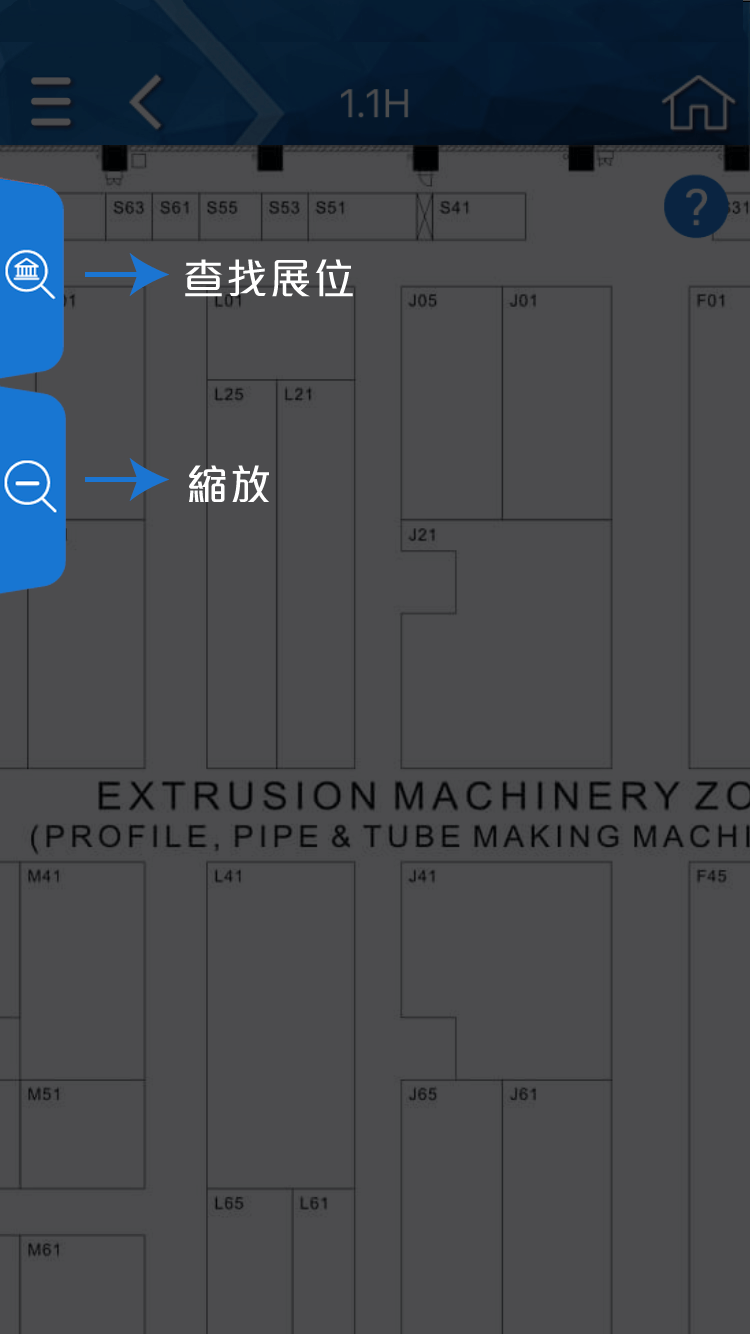 1.1H
S63 S61 S55 S53 S51 S41 S31
?
查找展位
L01 J05 J01 F01
L25 L21
縮放
J21
EXTRUSION MACHINERY ZO
(PROFILE, PIPE & TUBE MAKING MACHI
M41 L41 J41 F45
M51 J65 J61
L65 L61
M61